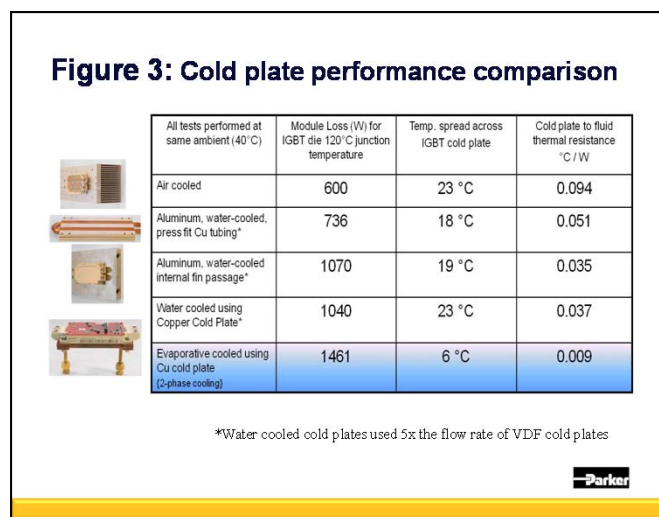 Figure 3: Cold plate performance comparison
All tests performed at
same ambient (40°C)
Module Loss (W) for
IGBT die 120°C junction
temperature
Temp. spread across
IGBT cold plate
Cold plate to fluid
thermal resistance
°C / W
Air cooled
600
23 °C
0.094
Aluminum, water-cooled,
press fit Cu tubing*
736
18 °C
0.051
Aluminum, water-cooled
internal fin passage*
1070
19 °C
0.035
Water cooled using
Copper Cold Plate*
1040
23 °C
0.037
Evaporative cooled using
Cu cold plate
{2-phase cooling}
1461
6 °C
0.009
*Water cooled cold plates used 5x the flow rate of VDF cold plates
Parker